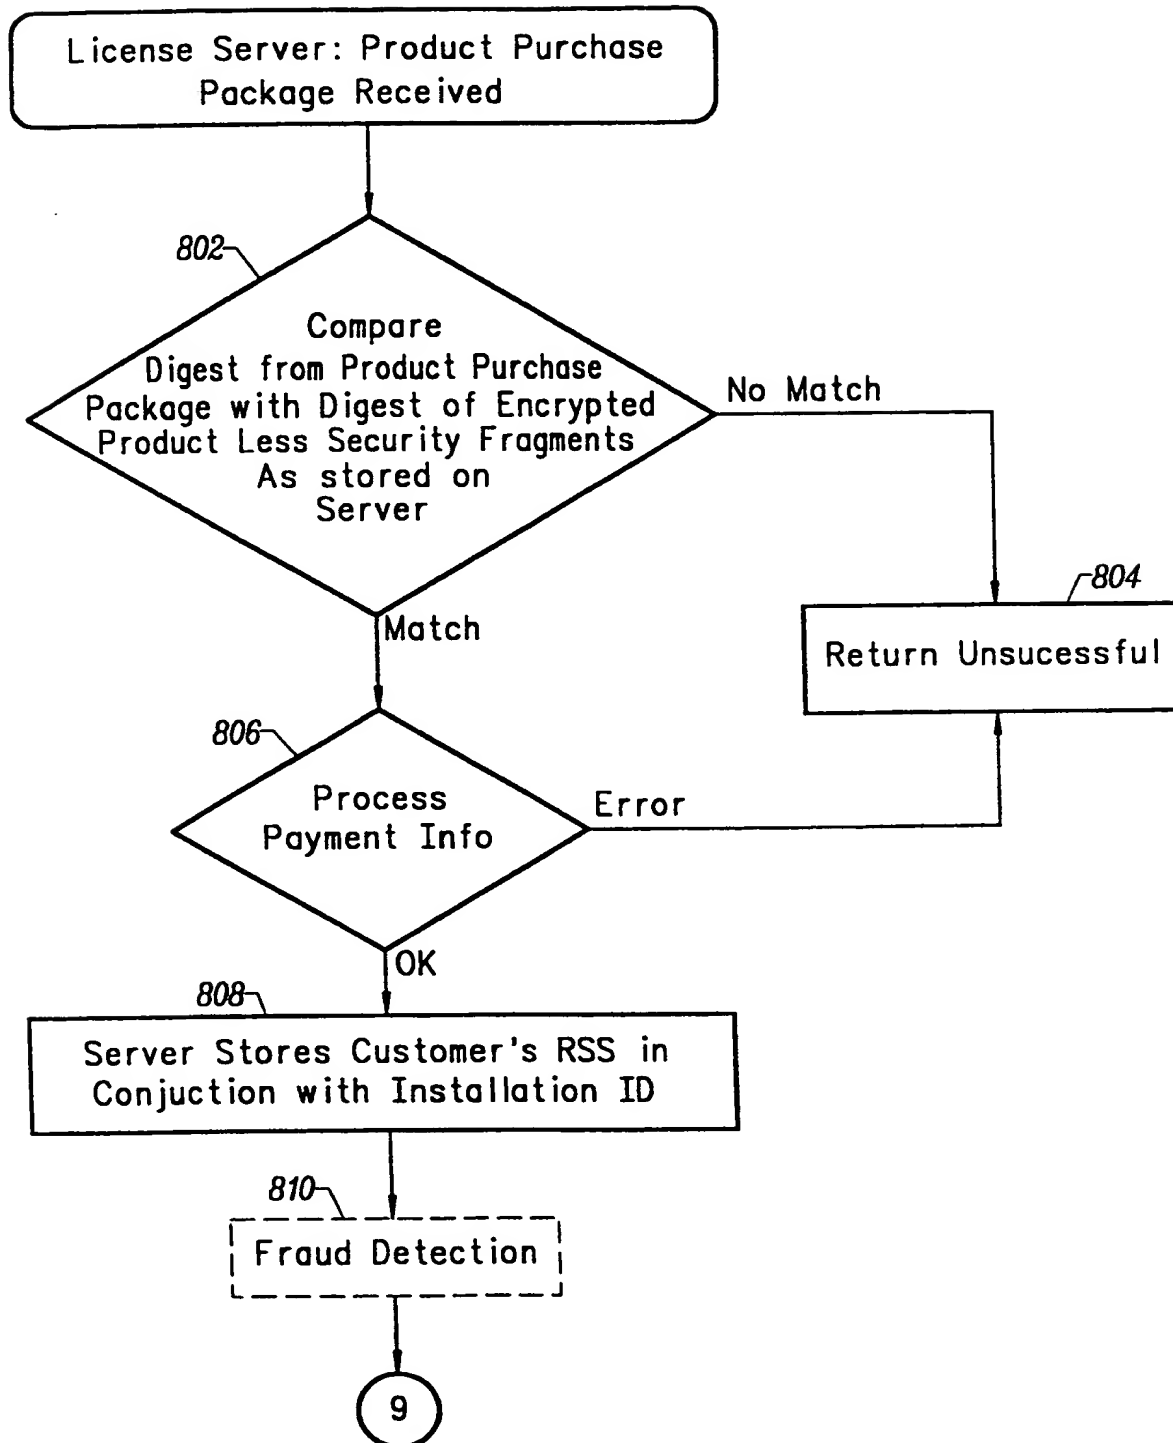 License Server: Product Purchase
Package Received
802
Compare
Digest from Product Purchase
Package with Digest of Encrypted
Product Less Security Fragments
As stored on
Server
No Match
804
Return Unsucessful
Match
806
Process
Payment Info
Error
OK
808
Server Stores Customer's RSS in
Conjuction with Installation ID
810
Fraud Detection
9